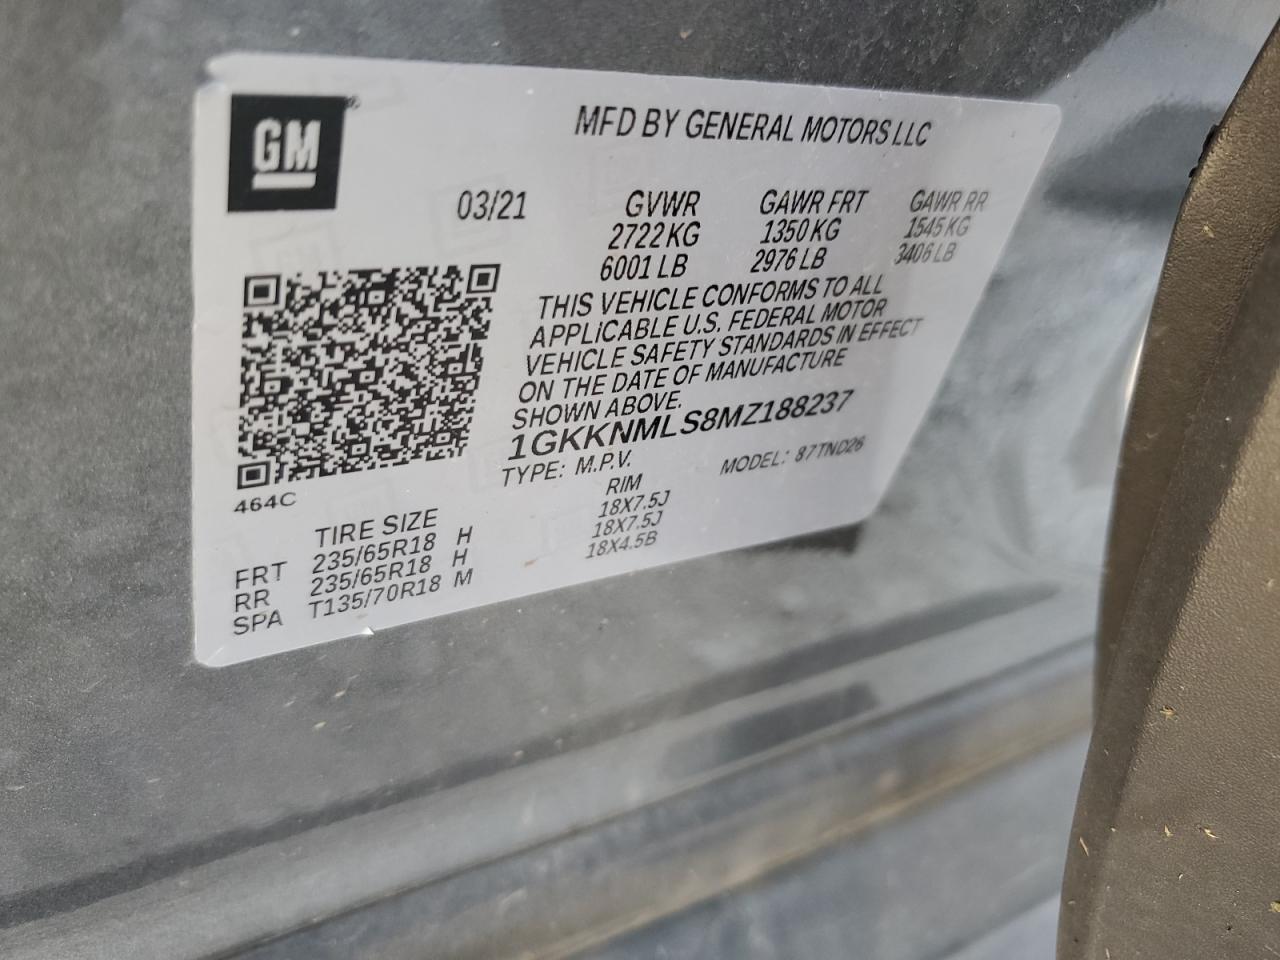 GM
MFD BY GENERAL MOTORS LLC
03/21 GVWR GAWR FRT GAWR RR
2722 KG 1350 KG 1545 KG
6001 LB 2976 LB 3406 LB
THIS VEHICLE CONFORMS TO ALL
APPLICABLE U.S. FEDERAL MOTOR
VEHICLE SAFETY STANDARDS IN EFFECT
ON THE DATE OF MANUFACTURE
SHOWN ABOVE.
1GKKNMLS8MZ188237
TYPE: M.P.V. MODEL: 87TND26
464C
TIRE SIZE RIM
FRT 235/65R18 H 18X7.5J
RR 235/65R18 H 18X7.5J
SPA T135/70R18 M 18X4.5B